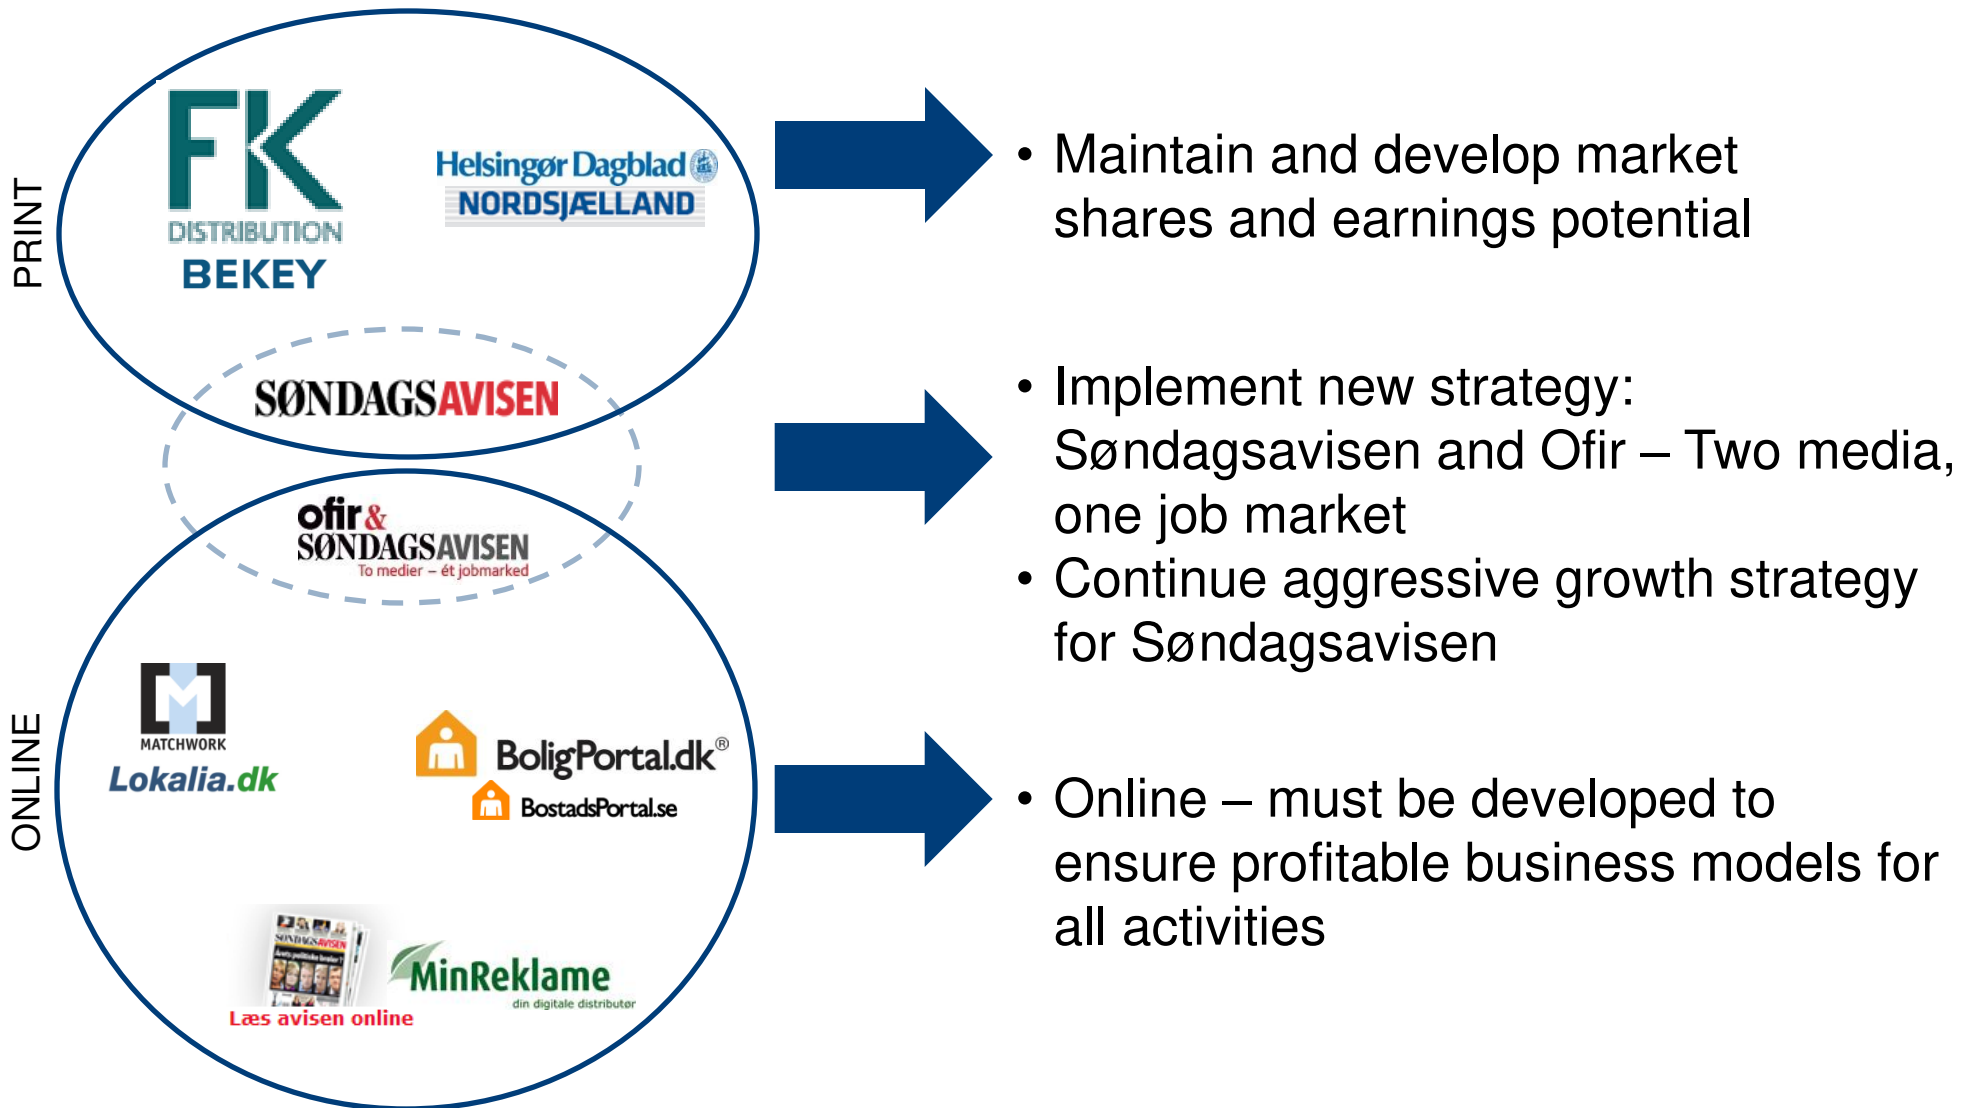 PRINT
FK
DISTRIBUTION
BEKEY
Helsingør Dagblad
NORDSJÆLLAND
• Maintain and develop market
shares and earnings potential
SØNDAGSAVISEN
ofir &
SØNDAGSAVISEN
To medier – ét jobmarked
• Implement new strategy:
Søndagsavisen and Ofir – Two media,
one job market
• Continue aggressive growth strategy
for Søndagsavisen
ONLINE
M
MATCHWORK
Lokalia.dk
BoligPortal.dk®
BostadsPortal.se
SØNDAGSAVISEN
Læs avisen online
MinReklame
din digitale distributør
• Online – must be developed to
ensure profitable business models for
all activities